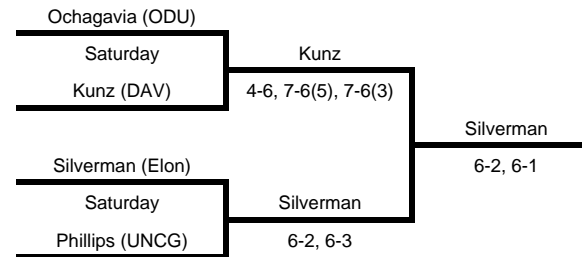 Ochagavia (ODU)
Saturday
Kunz
Kunz (DAV)
4-6, 7-6(5), 7-6(3)
Silverman
6-2, 6-1
Silverman (Elon)
Saturday
Silverman
Phillips (UNCG)
6-2, 6-3